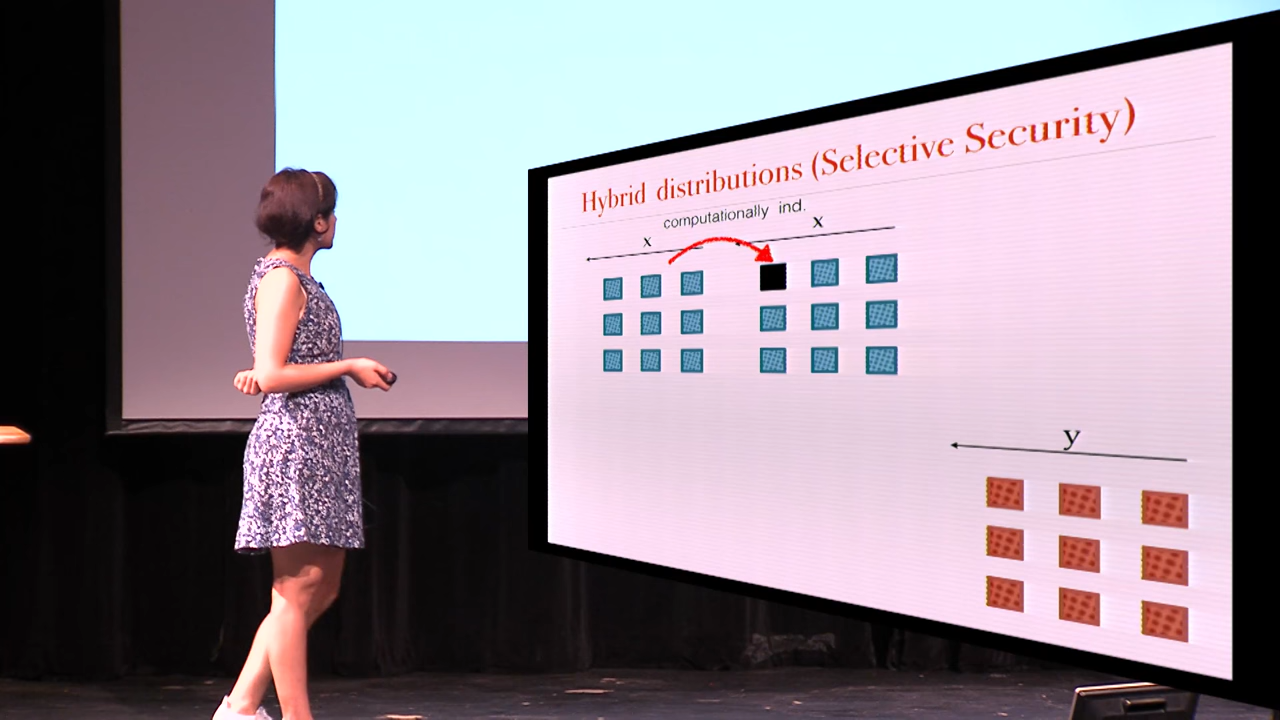 Hybrid distributions (Selective Security)
computationally ind.
x
x
y